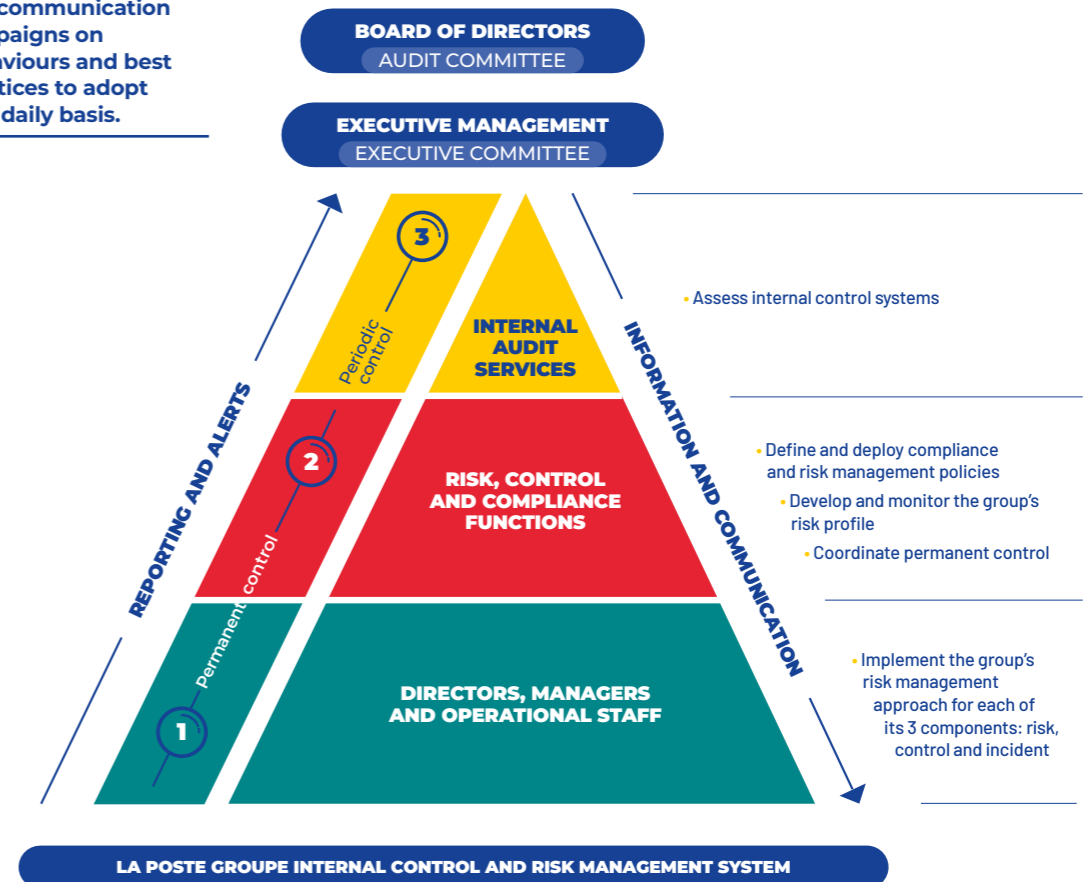 communication
paigns on
aviours and best
tices to adopt
daily basis.
BOARD OF DIRECTORS
AUDIT COMMITTEE
EXECUTIVE MANAGEMENT
EXECUTIVE COMMITTEE
REPORTING AND ALERTS
3
Periodic
control
2
Permanent control
1
INTERNAL
AUDIT
SERVICES
RISK, CONTROL
AND COMPLIANCE
FUNCTIONS
DIRECTORS, MANAGERS
AND OPERATIONAL STAFF
INFORMATION AND COMMUNICATION
• Assess internal control systems
• Define and deploy compliance
and risk management policies
• Develop and monitor the group's
risk profile
• Coordinate permanent control
• Implement the group's
risk management
approach for each of
its 3 components: risk,
control and incident
LA POSTE GROUPE INTERNAL CONTROL AND RISK MANAGEMENT SYSTEM